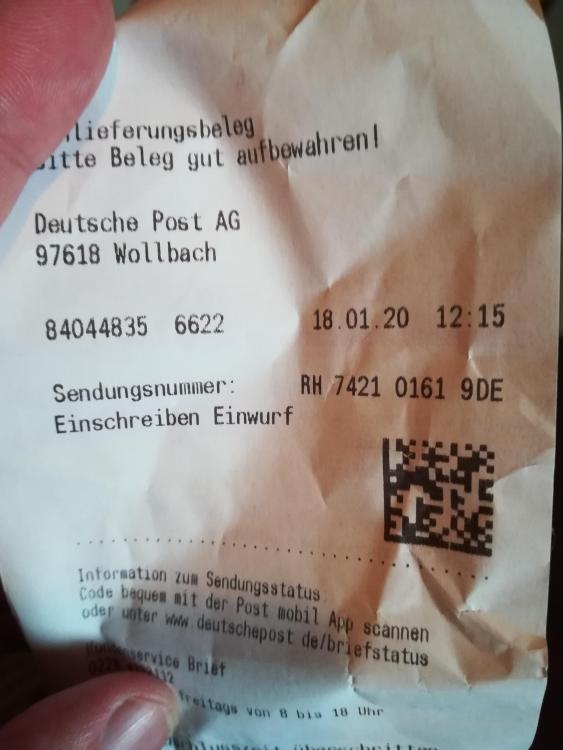 lieferungsbeleg
itte Beleg gut aufbewahren!
Deutsche Post AG
97618 Wollbach
84044835 6622 18.01.20 12:15
Sendungsnummer: RH 7421 0161 9DE
Einschreiben Einwurf
Information zum Sendungsstatus
Code bequem mit der Post mobil App scannen
oder unter www.deutschepost.de/briefstatus
Kundenservice Brief
freitags von 8 bis 18 Uhr